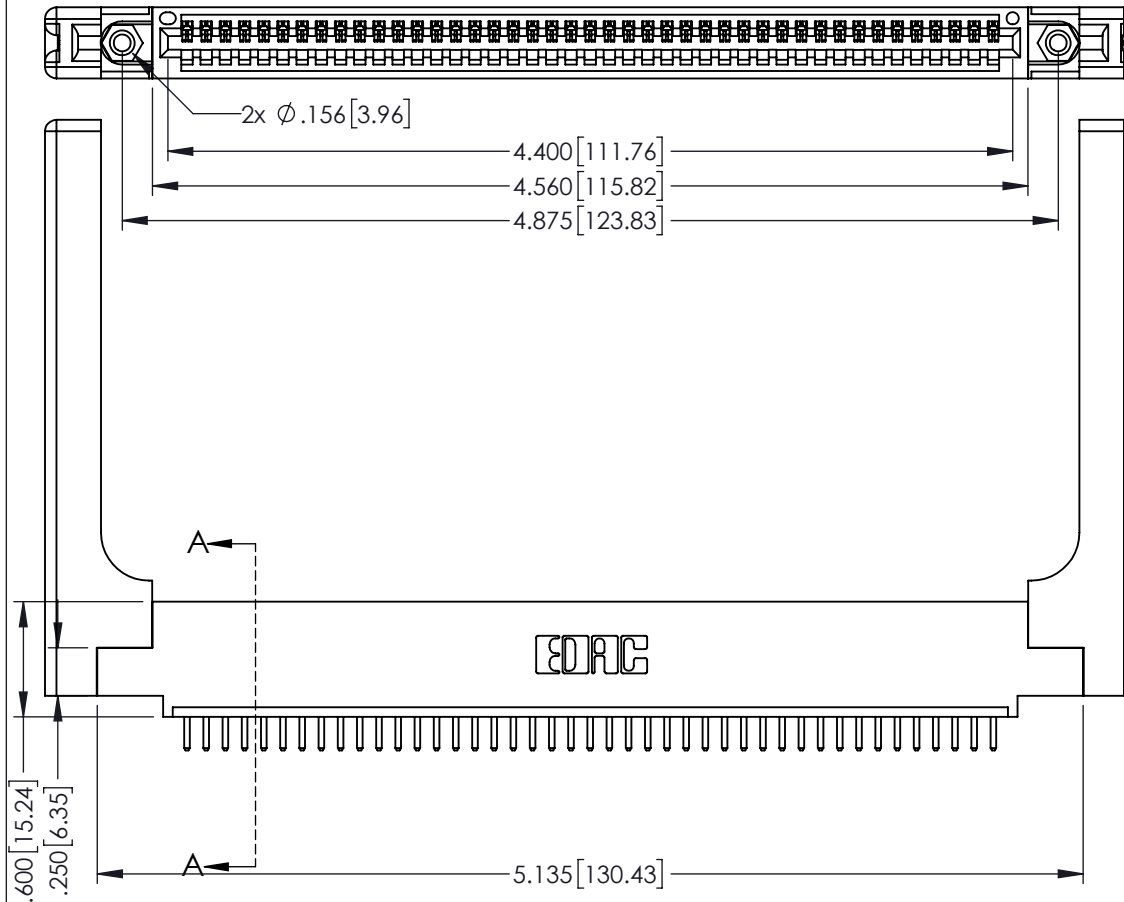 2x Ø.156[3.96]
4.400[111.76]
4.560[115.82]
4.875[123.83]
A
EDAC
.600[15.24]
.250[6.35]
A
5.135[130.43]